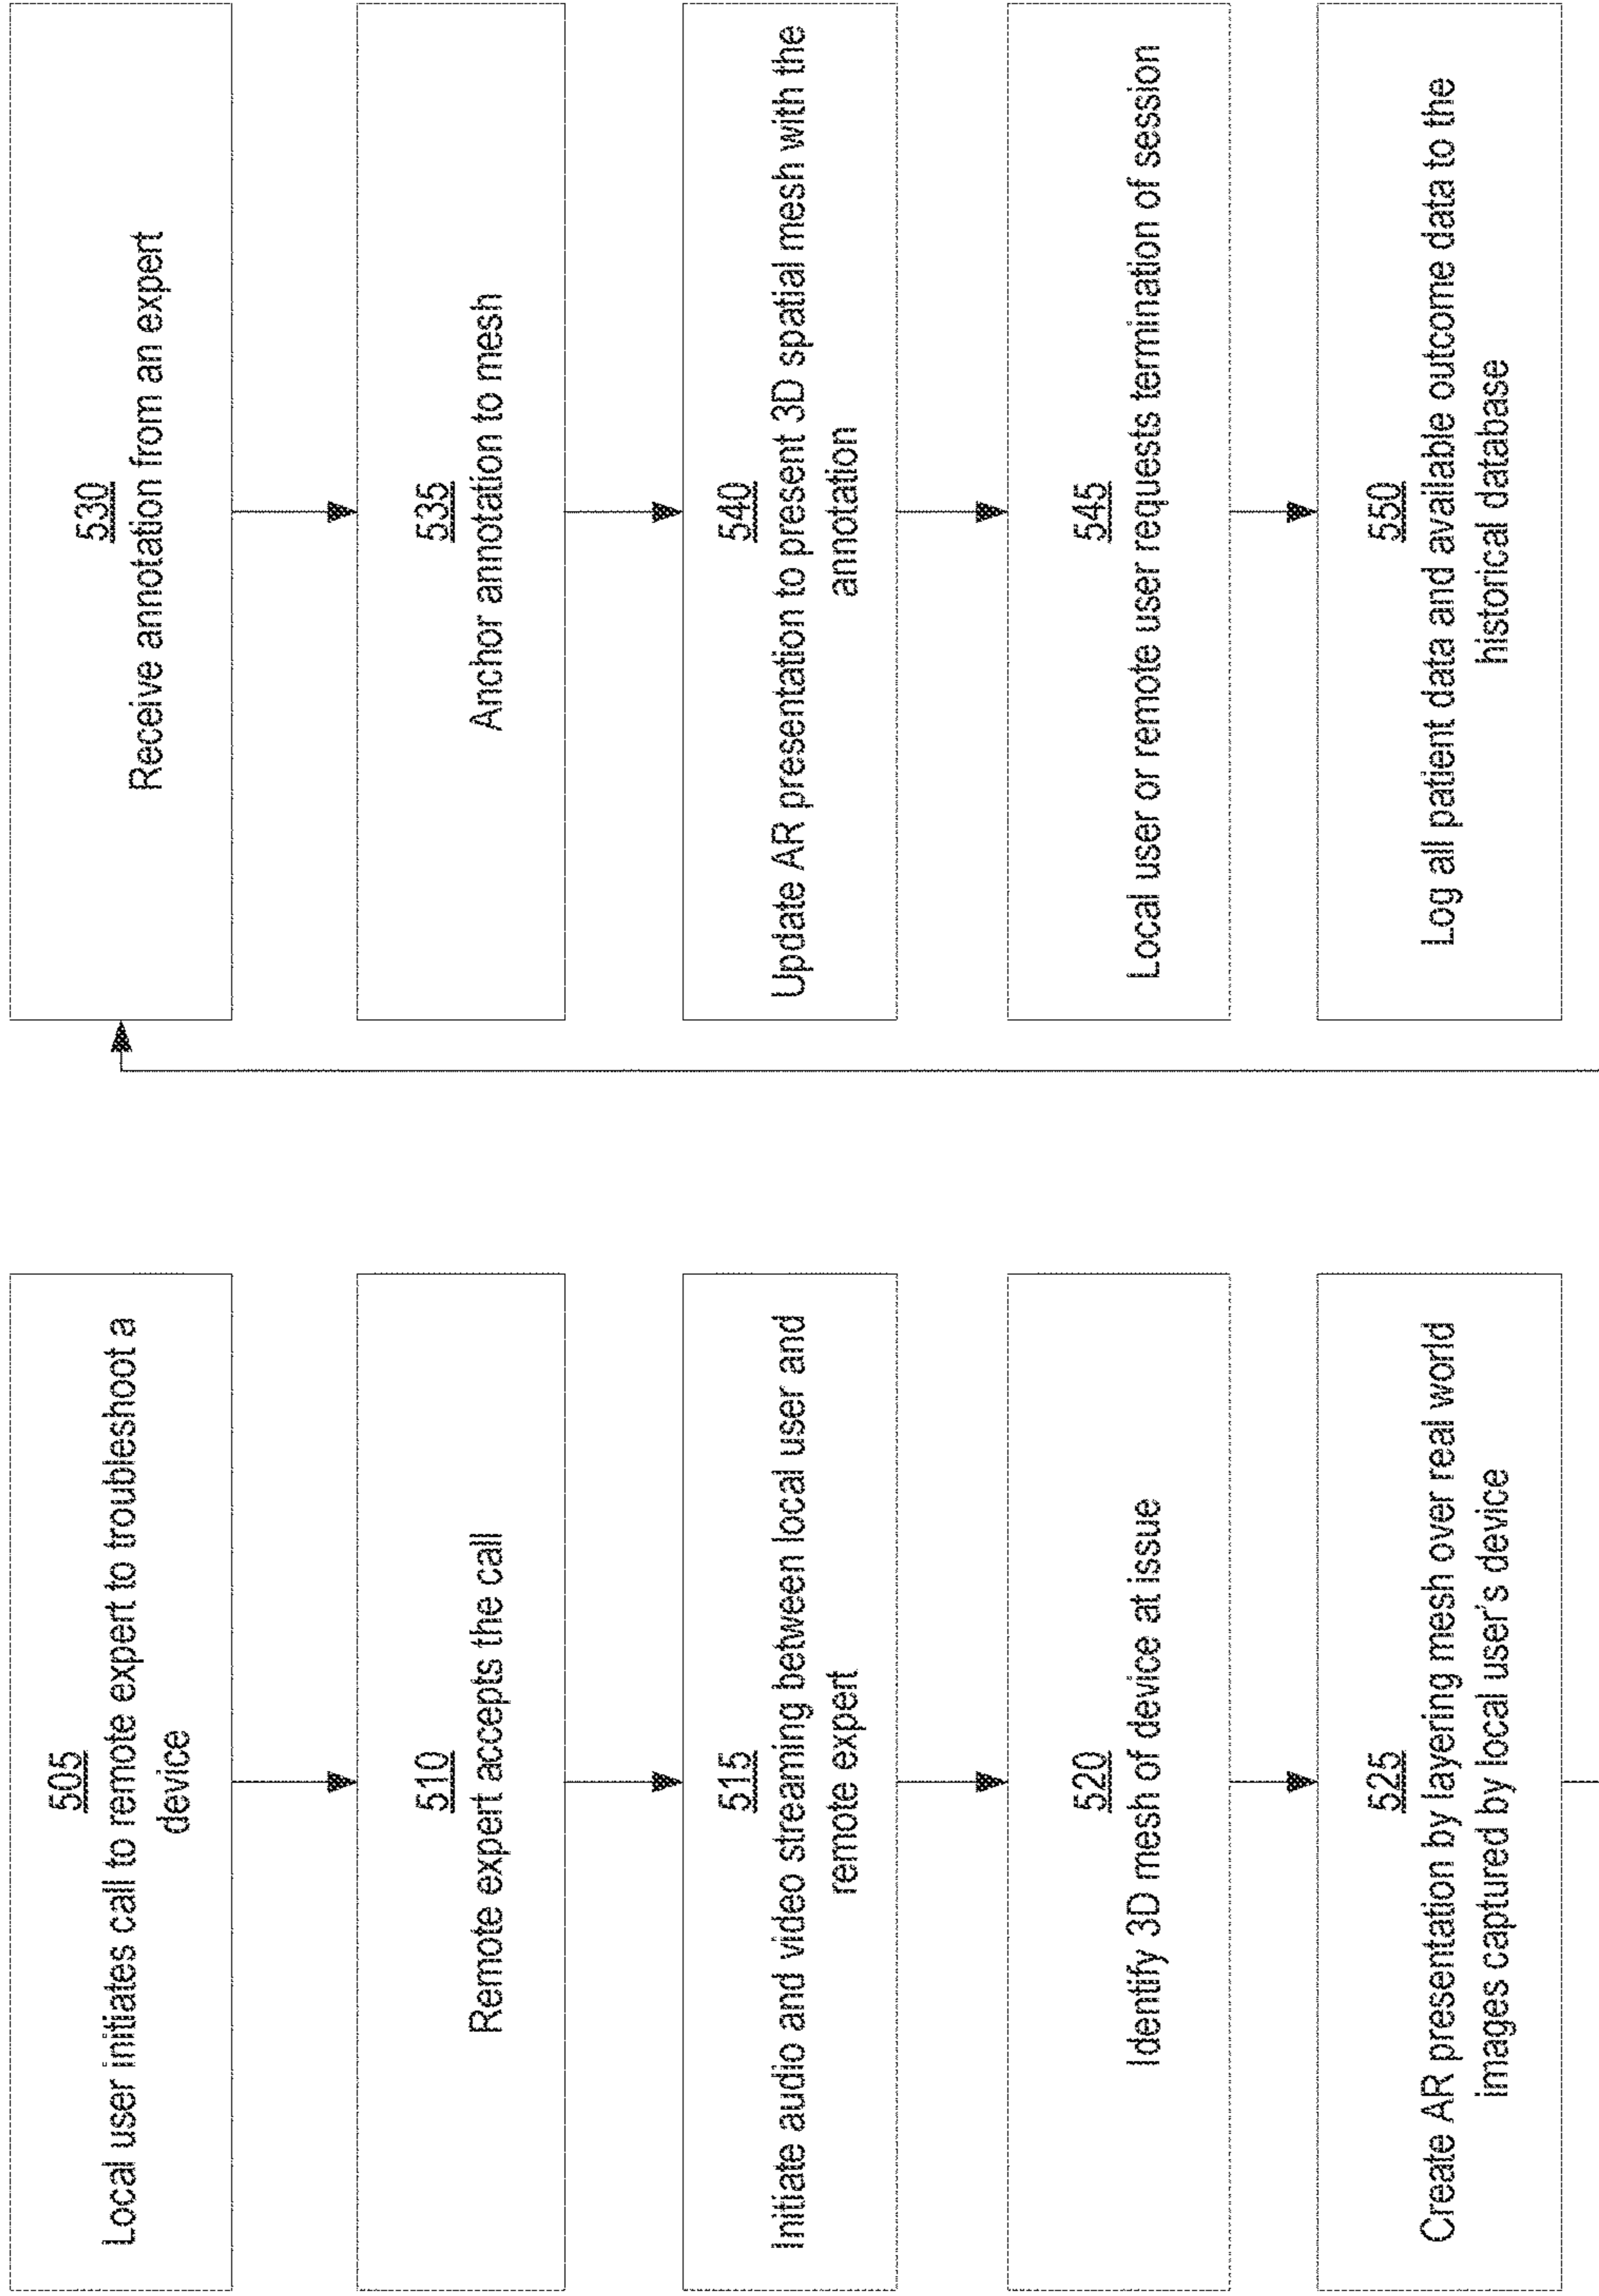 505
Local user initiates call to remote expert to troubleshoot a
device
510
Remote expert accepts the call
515
Initiate audio and video streaming between local user and
remote expert
520
Identify 3D mesh of device at issue
525
Create AR presentation by layering mesh over real world
images captured by local user's device
530
Receive annotation from an expert
535
Anchor annotation to mesh
540
Update AR presentation to present 3D spatial mesh with the
annotation
545
Local user or remote user requests termination of session
550
Log all patient data and available outcome data to the
historical database